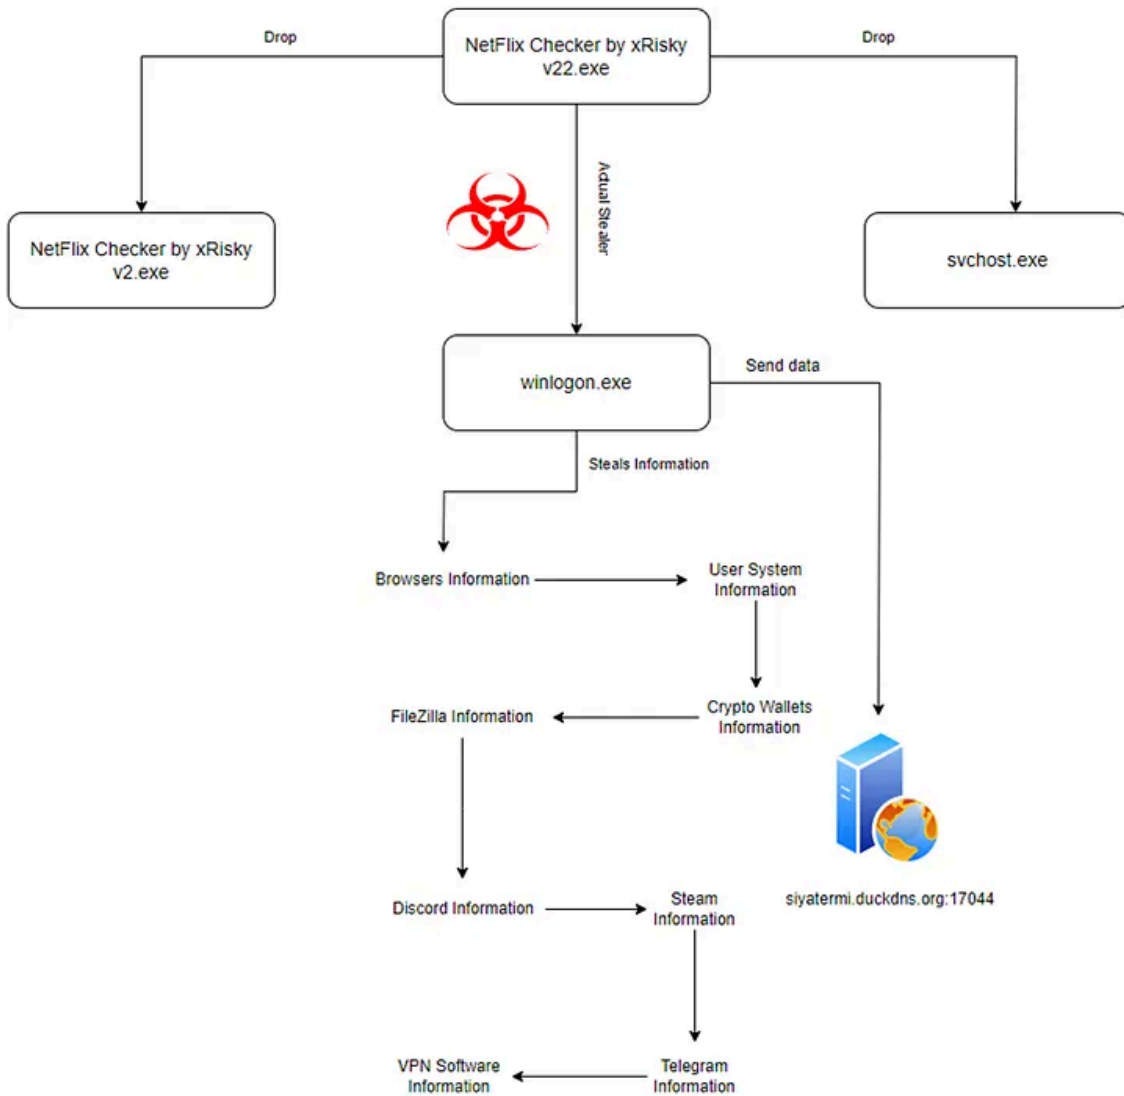 Drop
NetFlix Checker by xRisky
v22.exe
Drop
Actual Stealer
NetFlix Checker by xRisky
v2.exe
svchost.exe
winlogon.exe
Send data
Steals Information
Browsers Information
User System
Information
Crypto Wallets
Information
FileZilla Information
siyatermi.duckdns.org:17044
Discord Information
Steam
Information
Telegram
Information
VPN Software
Information